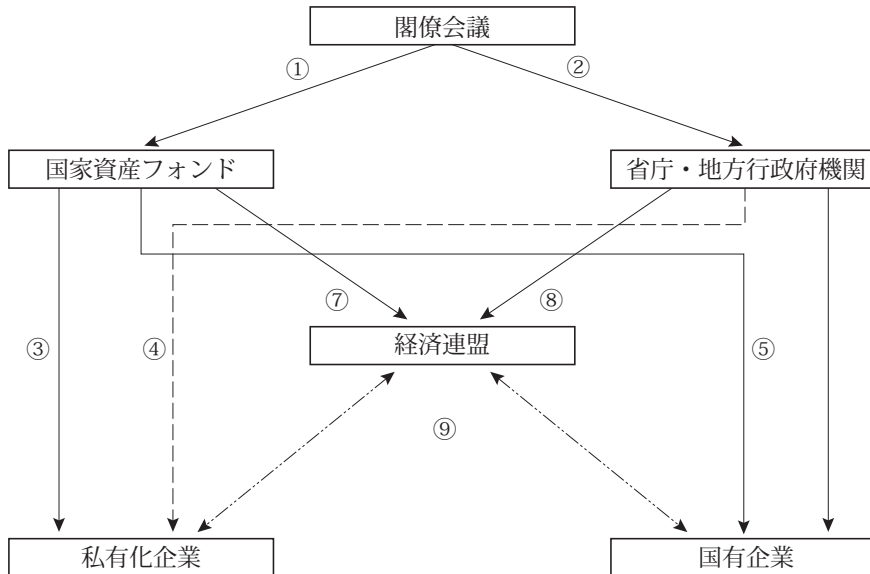 閣僚会議
①
②
国家資産フォンド
省庁・地方行政府機関
⑦
⑧
③
④
経済連盟
⑤
⑨
私有化企業
国有企業